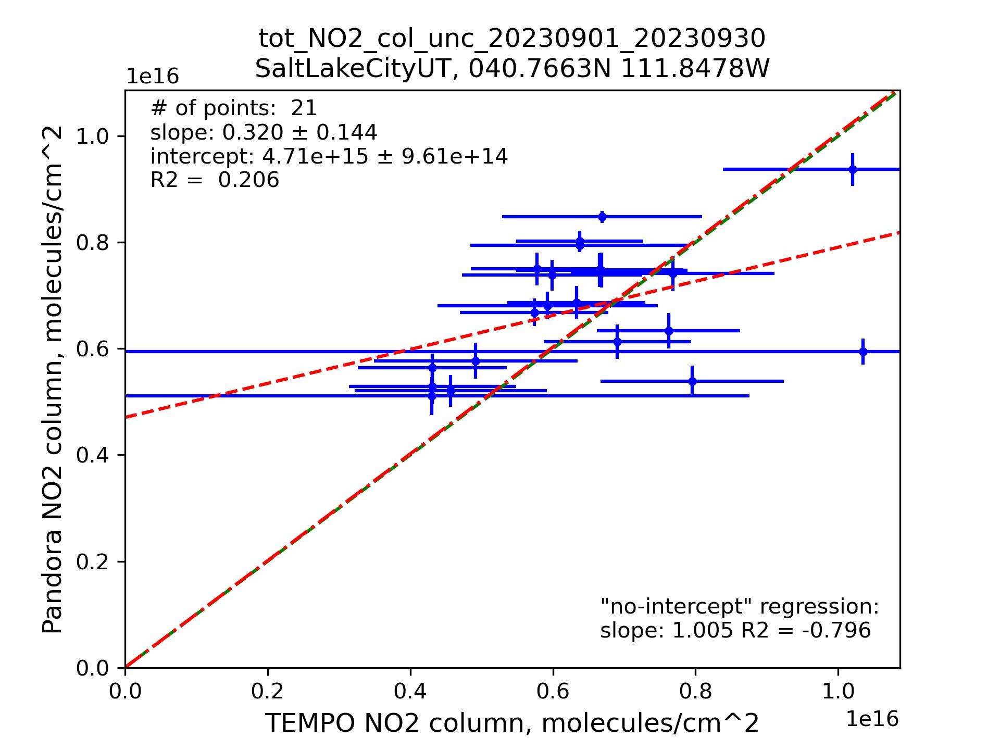 tot_NO2_col_unc_20230901_20230930
SaltLakeCityUT, 040.7663N 111.8478W
1e16
# of points:  21
slope: 0.320 ± 0.144
intercept: 4.71e+15 ± 9.61e+14
R2 =  0.206
Pandora NO2 column, molecules/cm^2
1.0
0.8
0.6
0.4
0.2
0.0
"no-intercept" regression:
slope: 1.005 R2 = -0.796
0.0 0.2 0.4 0.6 0.8 1.0
1e16
TEMPO NO2 column, molecules/cm^2